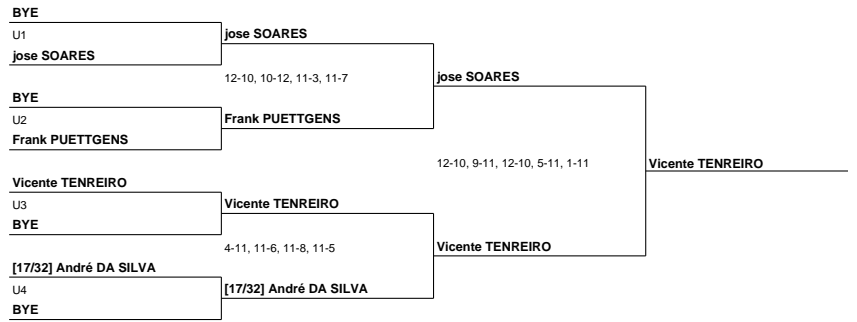 BYE
U1
jose SOARES
BYE
U2
Frank PUETTGENS
Vicente TENREIRO
U3
BYE
[17/32] André DA SILVA
U4
BYE
jose SOARES
12-10, 10-12, 11-3, 11-7
Frank PUETTGENS
Vicente TENREIRO
4-11, 11-6, 11-8, 11-5
[17/32] André DA SILVA
jose SOARES
12-10, 9-11, 12-10, 5-11, 1-11
Vicente TENREIRO
Vicente TENREIRO